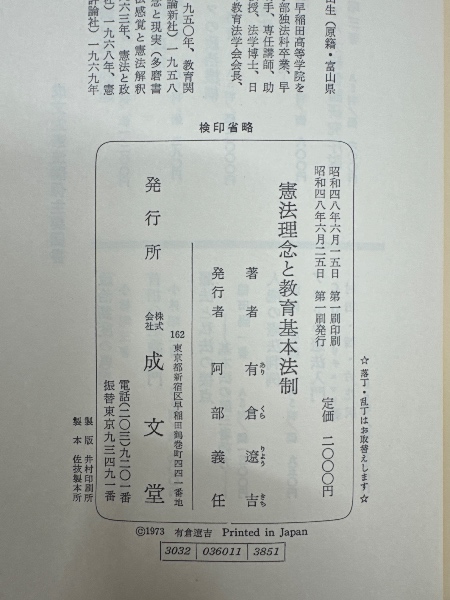 ☆落丁・乱丁はお取替えします☆
昭和四八年六月一五日　第一刷印刷
昭和四八年六月二五日　第一刷発行
定価　二〇〇〇円
憲法理念と教育基本法制
著者　有倉遼吉
あり くら りょう きち
発行者　阿部義任
162 東京都新宿区早稲田鶴巻町四四一番地
発行所　株式会社　成文堂
電話(二〇三)九二〇一番
振替東京九三四九一番
製版　井村印刷所
製本　佐抜製本所
検印省略
©1973　有倉遼吉　Printed in Japan
3032 036011 3851
出生（原籍・富山県
早稲田高等学院を
部独法科卒業、早
手、専任講師、助
授、法学博士、日
教育法学会会長、
九五〇年、教育関
論新社）一九五八
念と現実（多磨書
法感覚と憲法解釈
六三年、憲法と政
社）一九六八年、憲
評論社）一九六九年